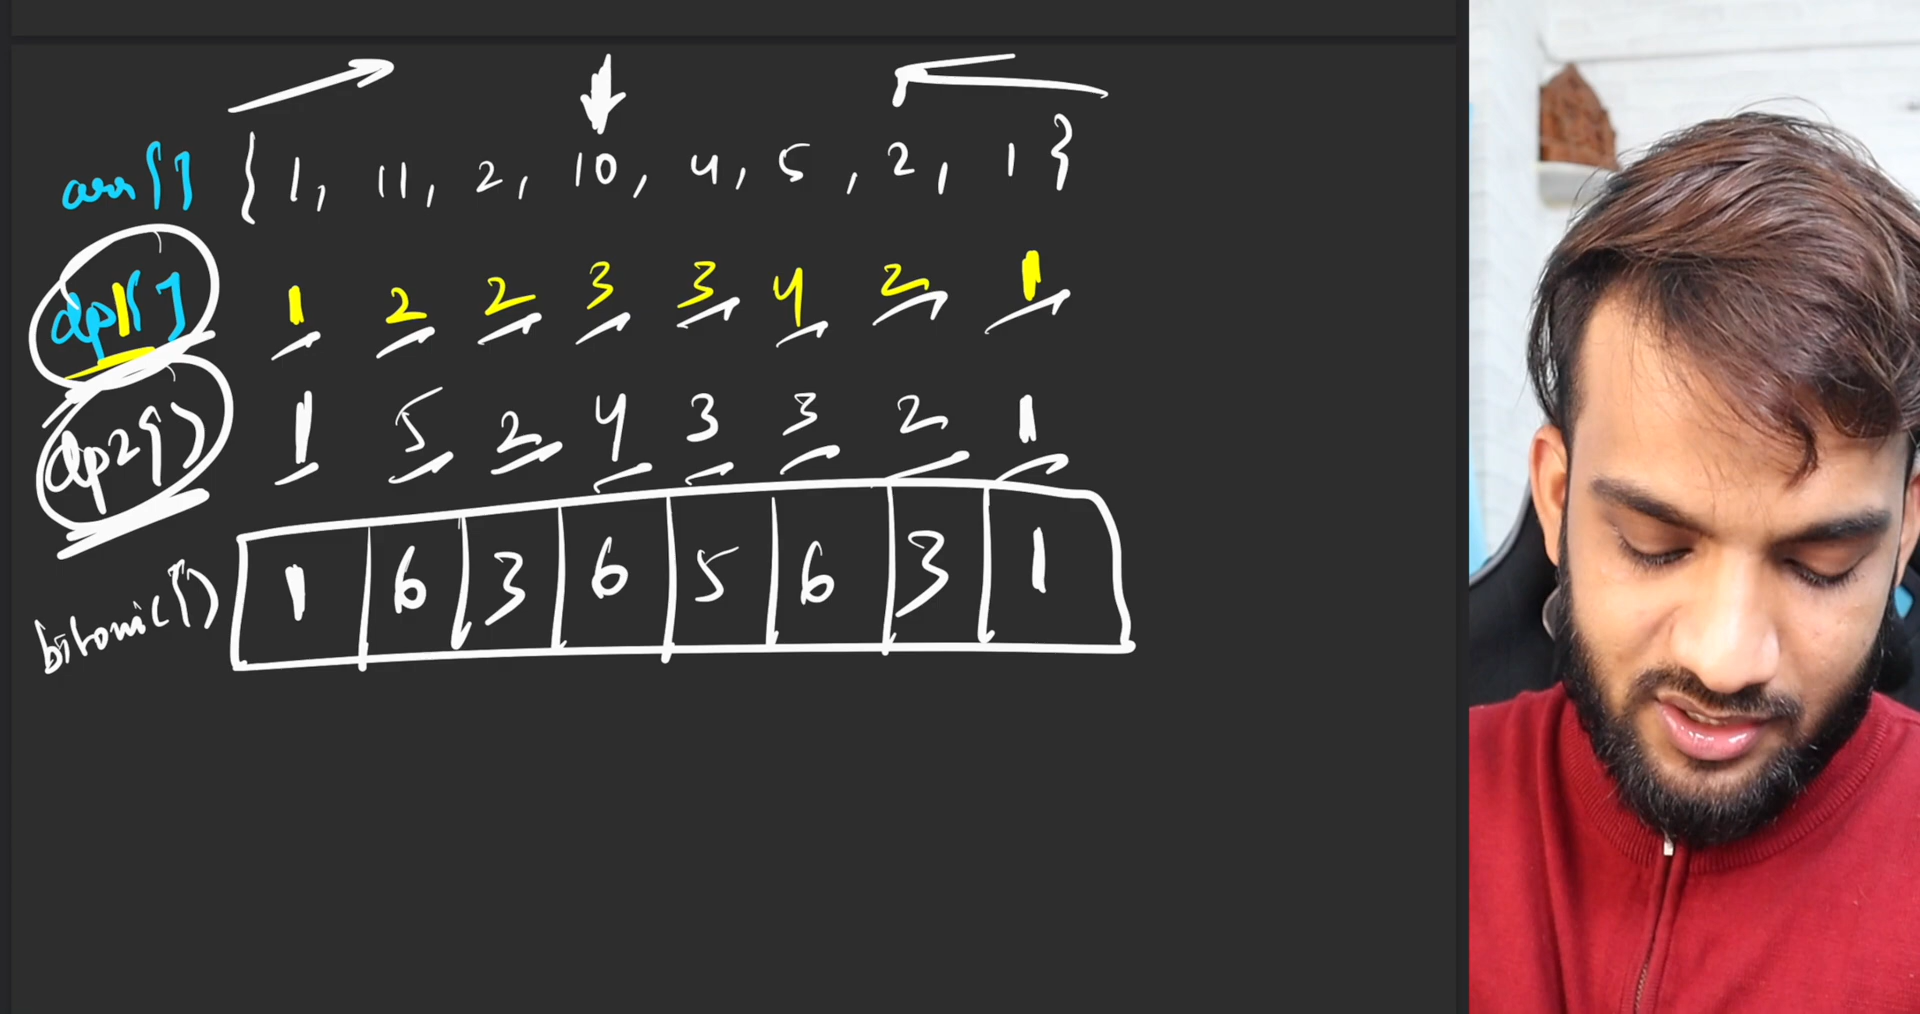 arr[] {1, 11, 2, 10, 4, 5, 2, 1}
dp1[] 1 2 2 3 3 4 2 1
dp2[] 1 5 2 4 3 3 2 1
bitonic[] 1 6 3 6 5 6 3 1